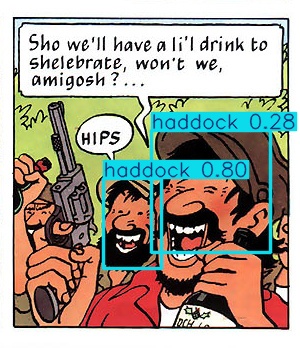 Sho we'll have a li'l drink to
shelebrate, won't we,
amigosh?...
HIPS
haddock 0.28
haddock 0.80